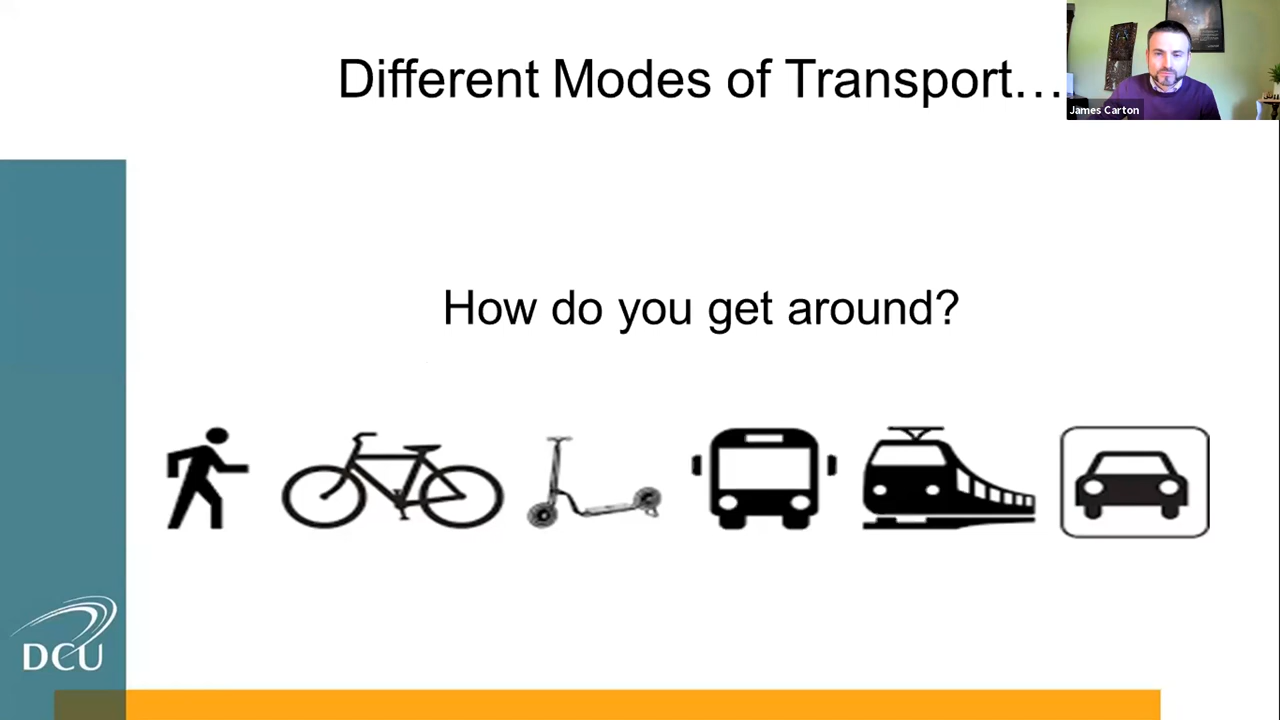 Different Modes of Transport…
James Carton
How do you get around?
DCU